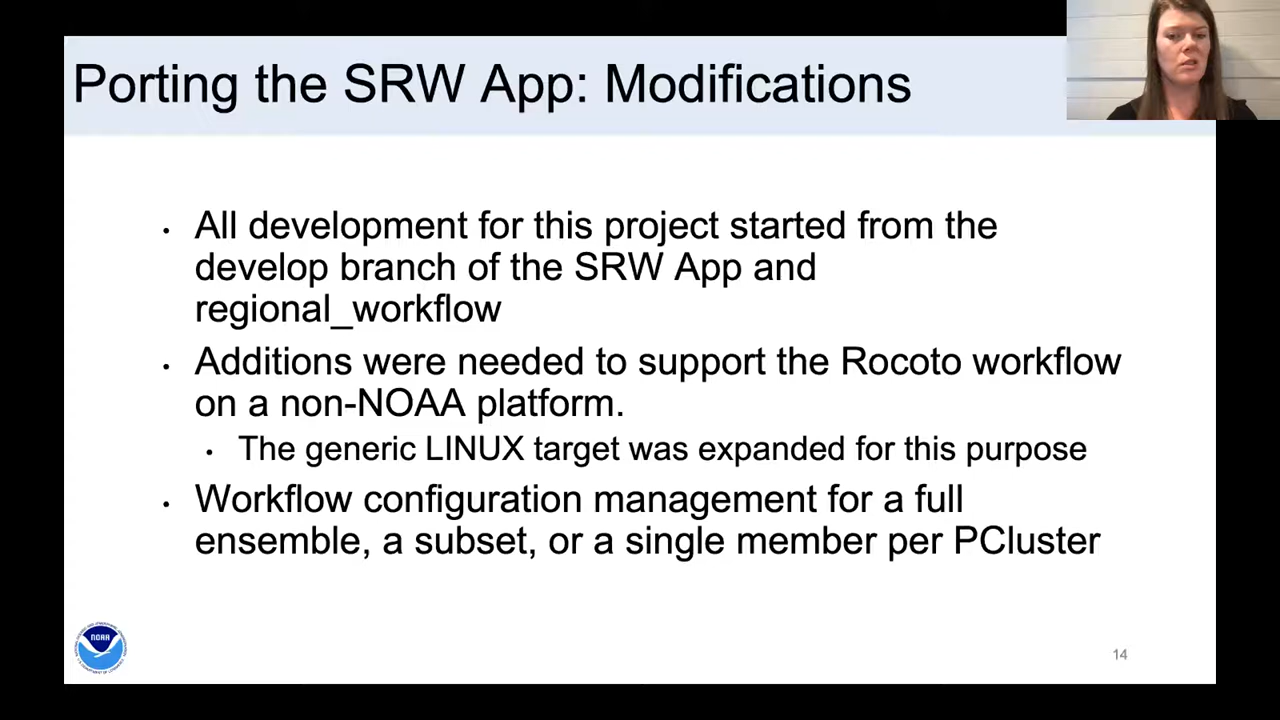 Porting the SRW App: Modifications
• All development for this project started from the
develop branch of the SRW App and
regional_workflow
• Additions were needed to support the Rocoto workflow
on a non-NOAA platform.
• The generic LINUX target was expanded for this purpose
• Workflow configuration management for a full
ensemble, a subset, or a single member per PCluster
NOAA
14